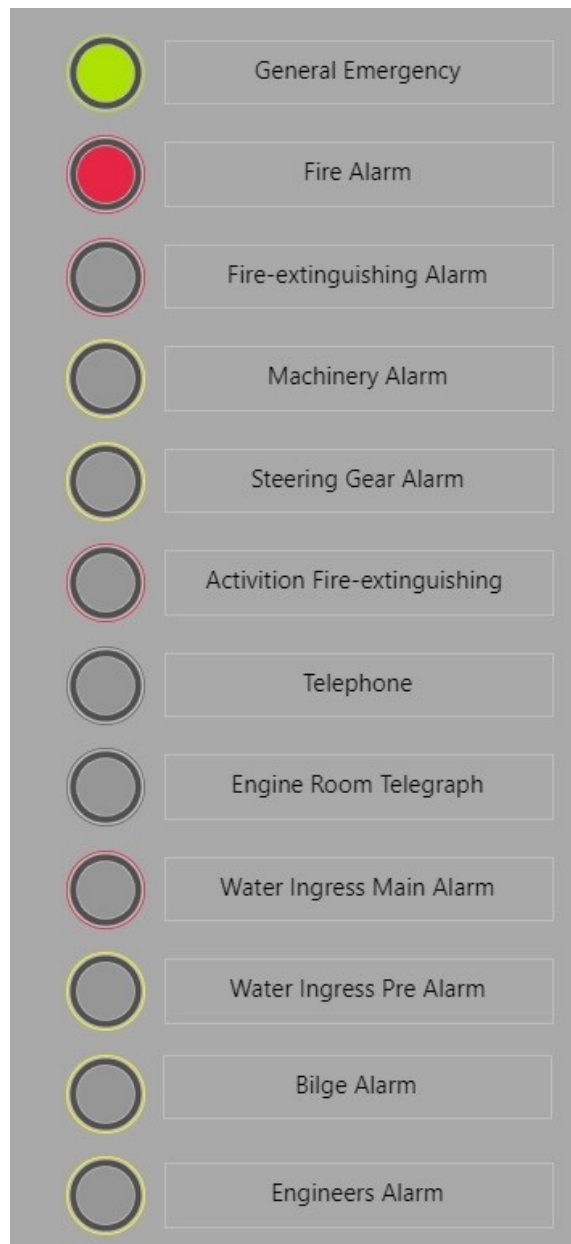 General Emergency
Fire Alarm
Fire-extinguishing Alarm
Machinery Alarm
Steering Gear Alarm
Activition Fire-extinguishing
Telephone
Engine Room Telegraph
Water Ingress Main Alarm
Water Ingress Pre Alarm
Bilge Alarm
Engineers Alarm